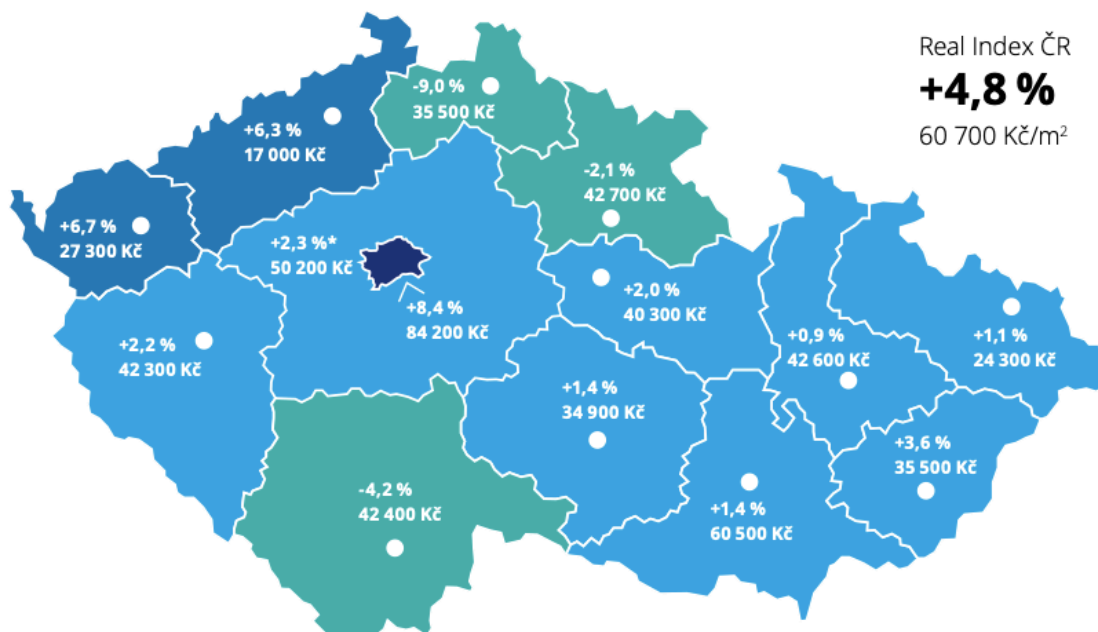 Real Index ČR
+4,8 %
60 700 Kč/m²
-9,0 %
35 500 Kč
+6,3 %
17 000 Kč
-2,1 %
42 700 Kč
+6,7 %
27 300 Kč
+2,3 %*
50 200 Kč
+8,4 %
84 200 Kč
+2,0 %
40 300 Kč
+2,2 %
42 300 Kč
+0,9 %
42 600 Kč
+1,1 %
24 300 Kč
+1,4 %
34 900 Kč
+3,6 %
35 500 Kč
-4,2 %
42 400 Kč
+1,4 %
60 500 Kč